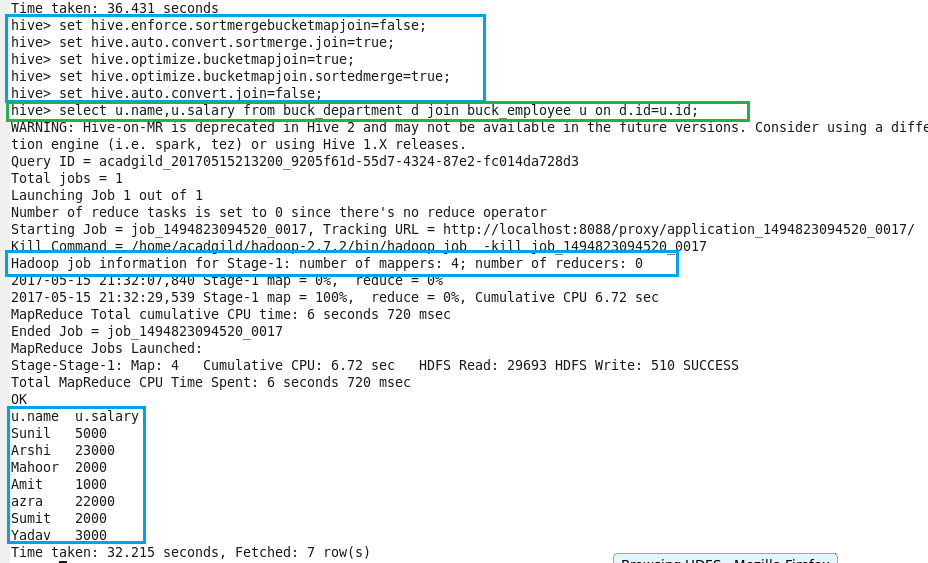 Time taken: 36.431 seconds
hive> set hive.enforce.sortmergebucketmapjoin=false;
hive> set hive.auto.convert.sortmerge.join=true;
hive> set hive.optimize.bucketmapjoin=true;
hive> set hive.optimize.bucketmapjoin.sortedmerge=true;
hive> set hive.auto.convert.join=false;
hive> select u.name,u.salary from buck_department d join buck_employee u on d.id=u.id;
WARNING: Hive-on-MR is deprecated in Hive 2 and may not be available in the future versions. Consider using a diffe
tion engine (i.e. spark, tez) or using Hive 1.X releases.
Query ID = acadgild_20170515213200_9205f61d-55d7-4324-87e2-fc014da728d3
Total jobs = 1
Launching Job 1 out of 1
Number of reduce tasks is set to 0 since there's no reduce operator
Starting Job = job_1494823094520_0017, Tracking URL = http://localhost:8088/proxy/application_1494823094520_0017/
Kill Command = /home/acadgild/hadoop-2.7.2/bin/hadoop job  -kill job_1494823094520_0017
Hadoop job information for Stage-1: number of mappers: 4; number of reducers: 0
2017-05-15 21:32:07,840 Stage-1 map = 0%,  reduce = 0%
2017-05-15 21:32:29,539 Stage-1 map = 100%,  reduce = 0%, Cumulative CPU 6.72 sec
MapReduce Total cumulative CPU time: 6 seconds 720 msec
Ended Job = job_1494823094520_0017
MapReduce Jobs Launched:
Stage-Stage-1: Map: 4   Cumulative CPU: 6.72 sec   HDFS Read: 29693 HDFS Write: 510 SUCCESS
Total MapReduce CPU Time Spent: 6 seconds 720 msec
OK
u.name  u.salary
Sunil   5000
Arshi   23000
Mahoor  2000
Amit    1000
azra    22000
Sumit   2000
Yadav   3000
Time taken: 32.215 seconds, Fetched: 7 row(s)
Browsing HDFS - Mozilla Firefox